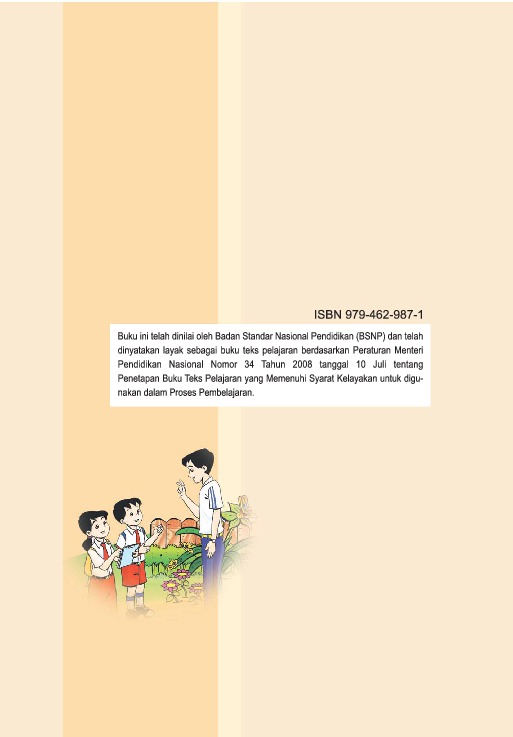 ISBN 979-462-987-1
Buku ini telah dinilai oleh Badan Standar Nasional Pendidikan (BSNP) dan telah
dinyatakan layak sebagai buku teks pelajaran berdasarkan Peraturan Menteri
Pendidikan Nasional Nomor 34 Tahun 2008 tanggal 10 Juli tentang
Penetapan Buku Teks Pelajaran yang Memenuhi Syarat Kelayakan untuk digu-
nakan dalam Proses Pembelajaran.